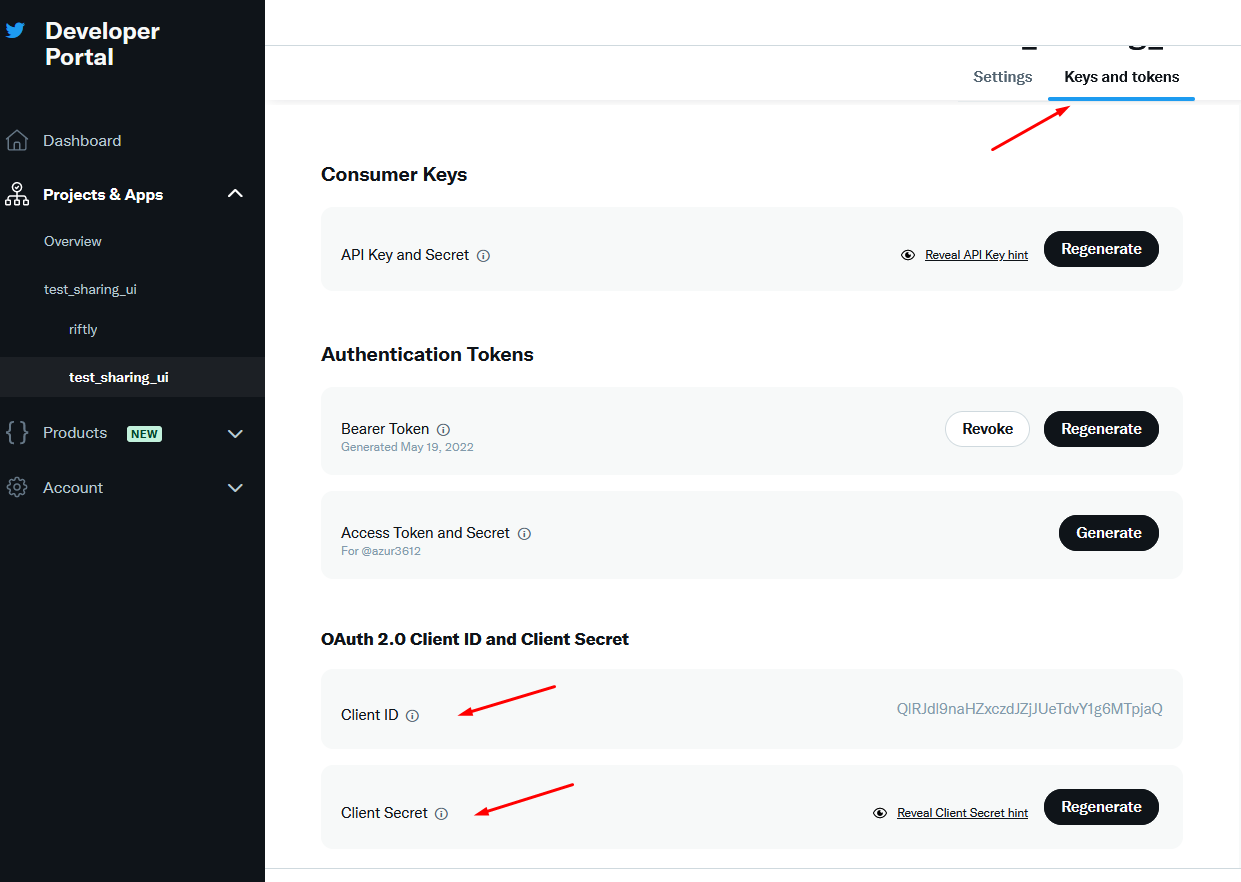 Developer
Portal
Dashboard
Projects & Apps
Overview
test_sharing_ui
riftly
test_sharing_ui
Products NEW
Account
Settings
Keys and tokens
Consumer Keys
API Key and Secret
Reveal API Key hint
Regenerate
Authentication Tokens
Bearer Token
Generated May 19, 2022
Revoke
Regenerate
Access Token and Secret
For @azur3612
Generate
OAuth 2.0 Client ID and Client Secret
Client ID
Client Secret
Reveal Client Secret hint
Regenerate